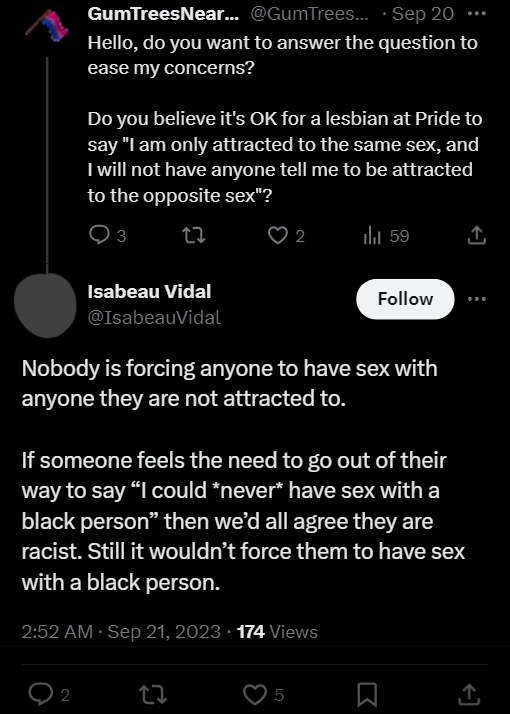 GumTreesNear... @GumTrees... · Sep 20 ···
Hello, do you want to answer the question to
ease my concerns?
Do you believe it's OK for a lesbian at Pride to
say "I am only attracted to the same sex, and
I will not have anyone tell me to be attracted
to the opposite sex"?
3 2 59
Isabeau Vidal
@IsabeauVidal
Follow
Nobody is forcing anyone to have sex with
anyone they are not attracted to.
If someone feels the need to go out of their
way to say “I could *never* have sex with a
black person” then we’d all agree they are
racist. Still it wouldn’t force them to have sex
with a black person.
2:52 AM · Sep 21, 2023 · 174 Views
2 5